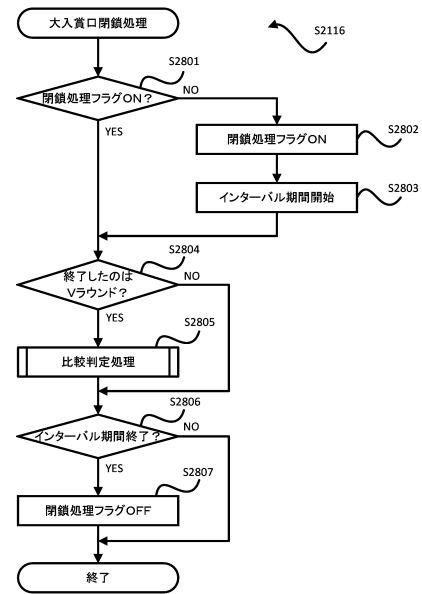 大入賞口閉鎖処理
S2116
S2801
閉鎖処理フラグON？
NO
YES
S2802
閉鎖処理フラグON
S2803
インターバル期間開始
S2804
終了したのは
Vラウンド？
NO
YES
S2805
比較判定処理
S2806
インターバル期間終了？
NO
YES
S2807
閉鎖処理フラグOFF
終了